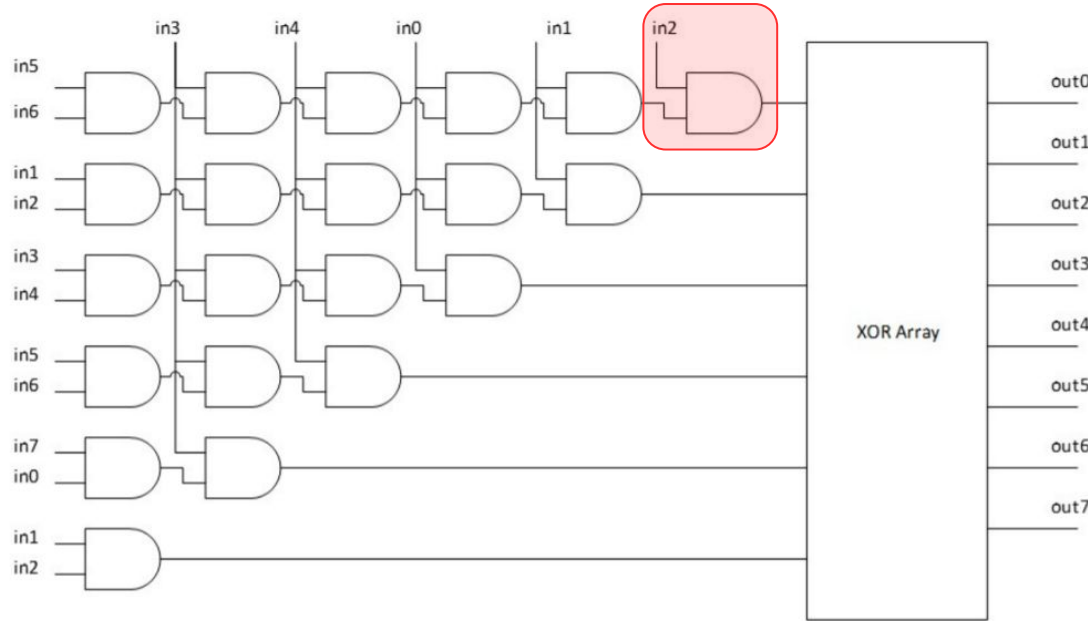 in3 in4 in0 in1 in2
in5
in6
in1
in2
in3
in4
in5
in6
in7
in0
in1
in2
XOR Array
out0
out1
out2
out3
out4
out5
out6
out7